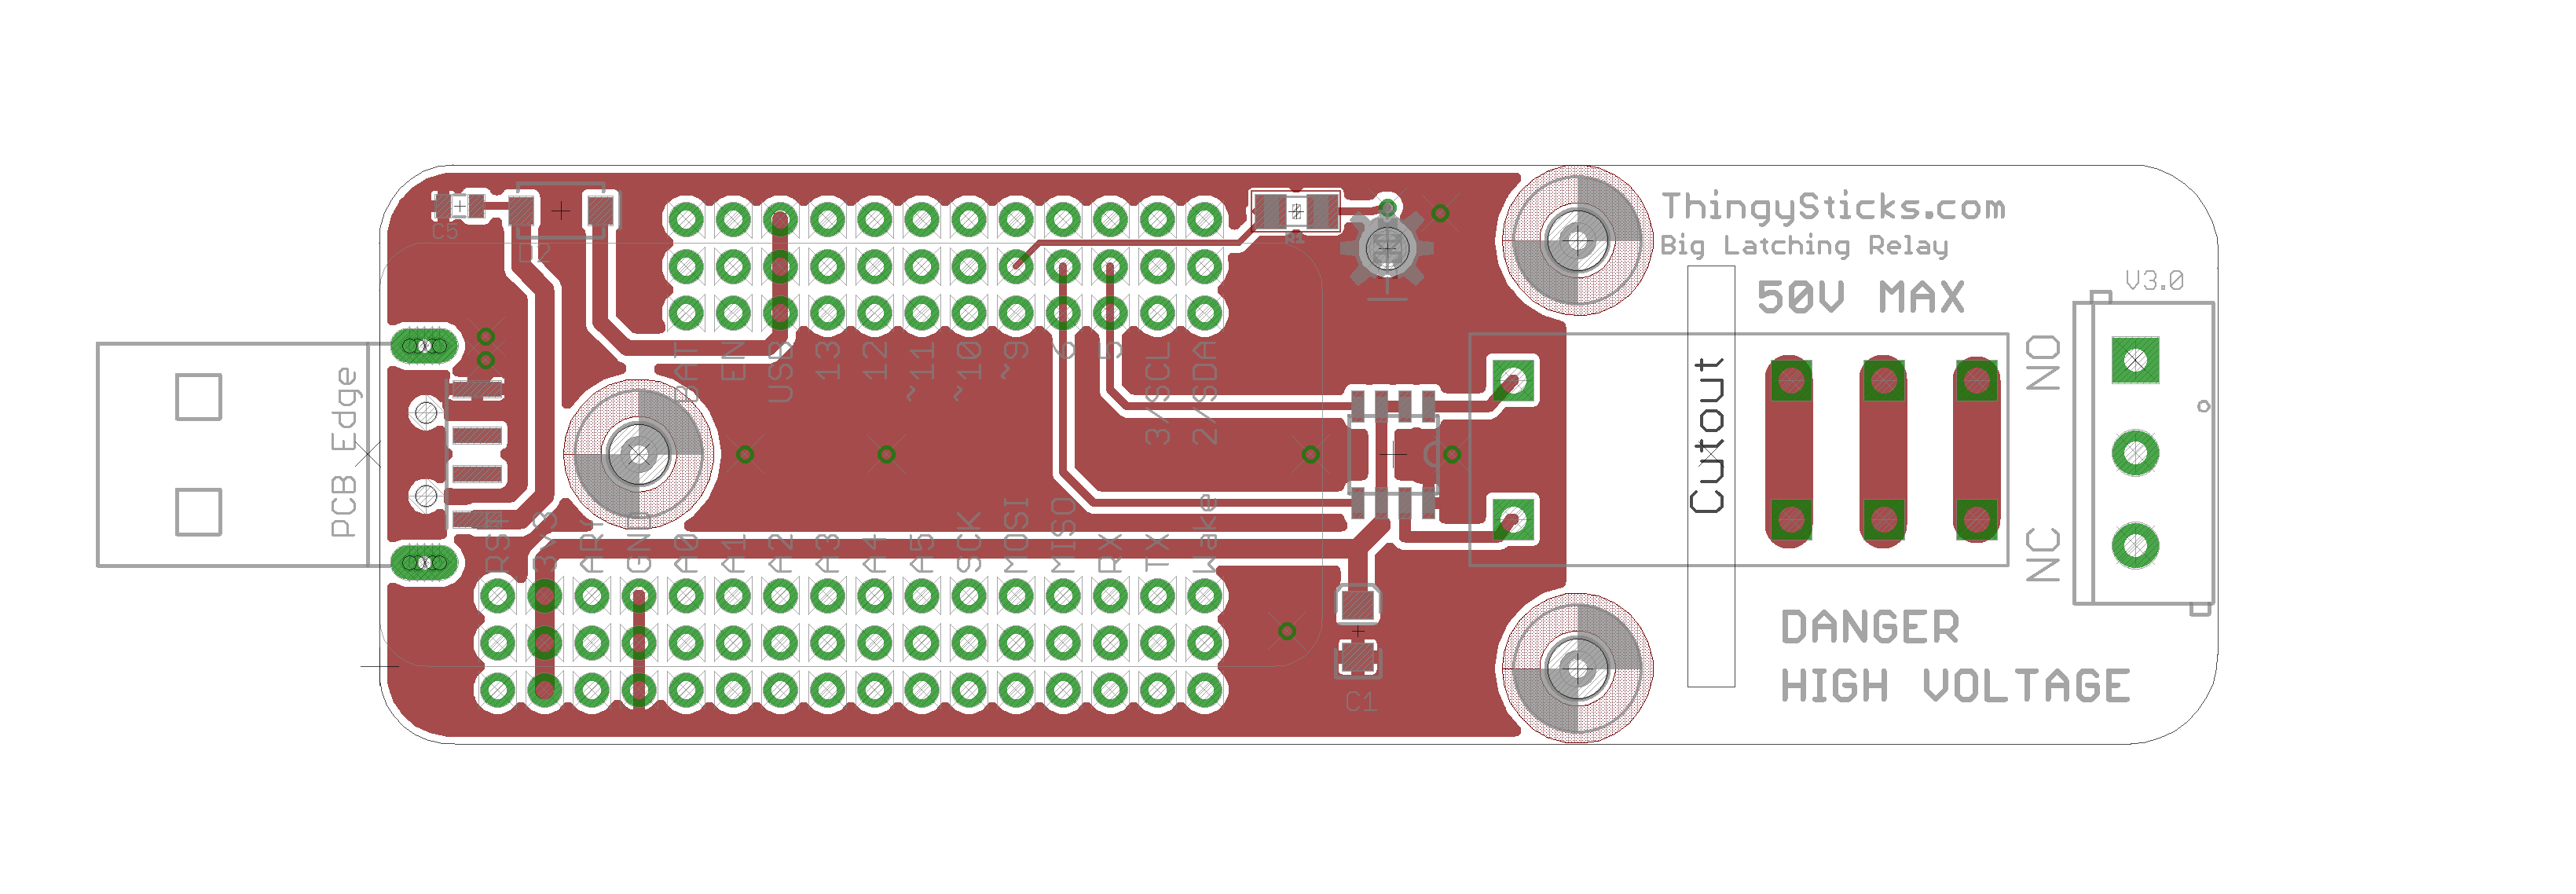 ThingySticks.com
Big Latching Relay
50V MAX
V3.0
C5
D2
R1
PCB Edge
BAT
EN
USB
13
12
~11
~10
~9
6
5
3/SCL
2/SDA
Cutout
NO
NC
RST
3V3
GND
A0
A1
A2
A3
A4
A5
SCK
MOSI
MISO
RX
TX
Wake
C1
DANGER
HIGH VOLTAGE